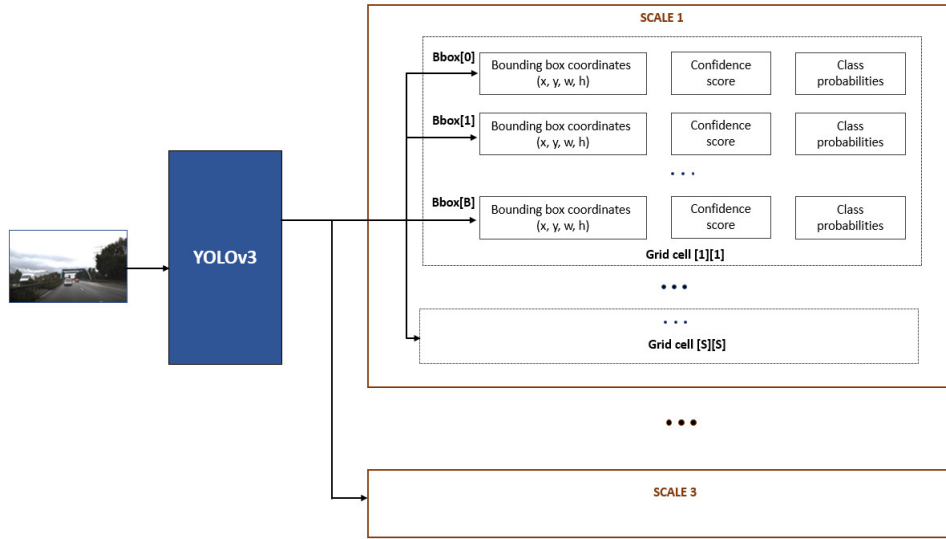 SCALE 1
Bbox[0]
Bounding box coordinates
(x, y, w, h)
Confidence
score
Class
probabilities
Bbox[1]
Bounding box coordinates
(x, y, w, h)
Confidence
score
Class
probabilities
...
Bbox[B]
Bounding box coordinates
(x, y, w, h)
Confidence
score
Class
probabilities
Grid cell [1][1]
...
...
Grid cell [S][S]
YOLOv3
...
SCALE 3